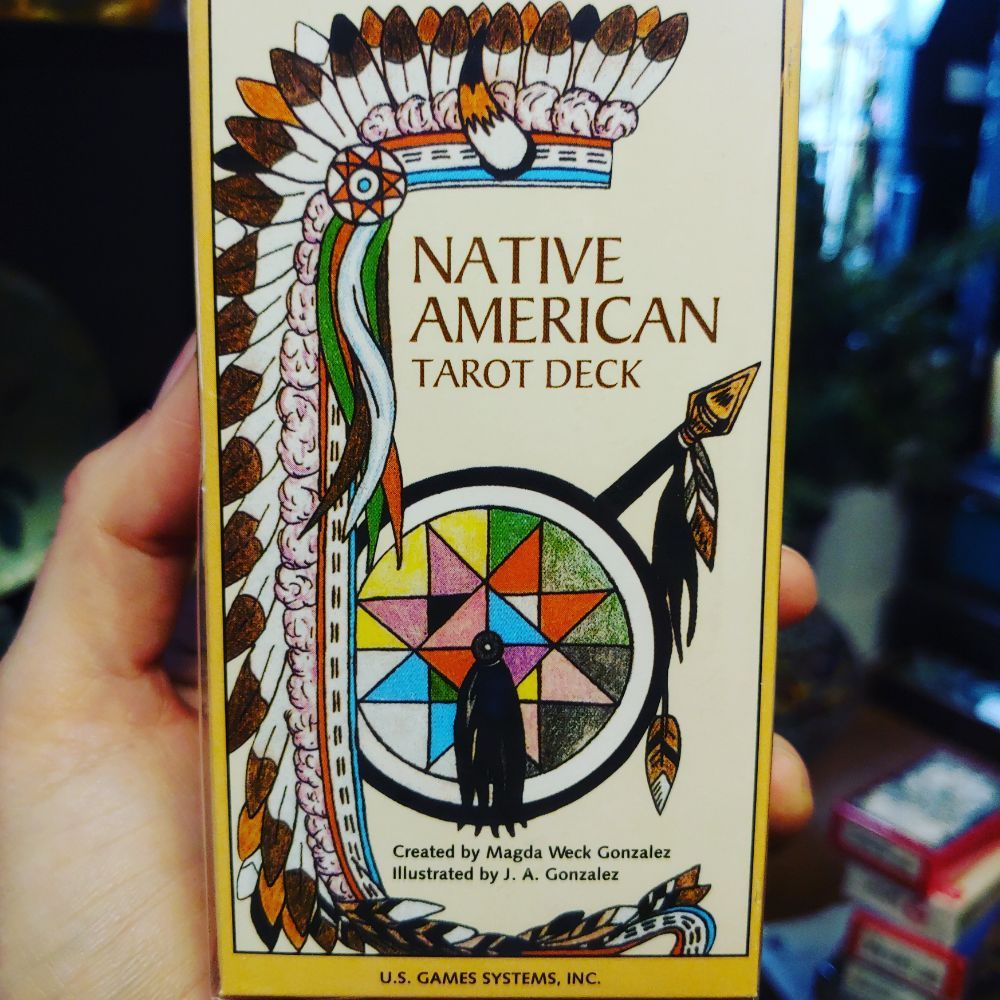 NATIVE
AMERICAN
TAROT DECK
Created by Magda Weck Gonzalez
Illustrated by J. A. Gonzalez
U.S. GAMES SYSTEMS, INC.